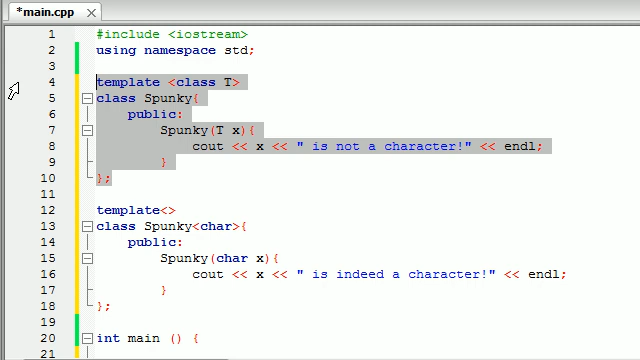 *main.cpp
1 #include <iostream>
2 using namespace std;
3
4 template <class T>
5 class Spunky{
6 public:
7 Spunky(T x){
8 cout << x << " is not a character!" << endl;
9 }
10 };
11
12 template<>
13 class Spunky<char>{
14 public:
15 Spunky(char x){
16 cout << x << " is indeed a character!" << endl;
17 }
18 };
19
20 int main () {
21